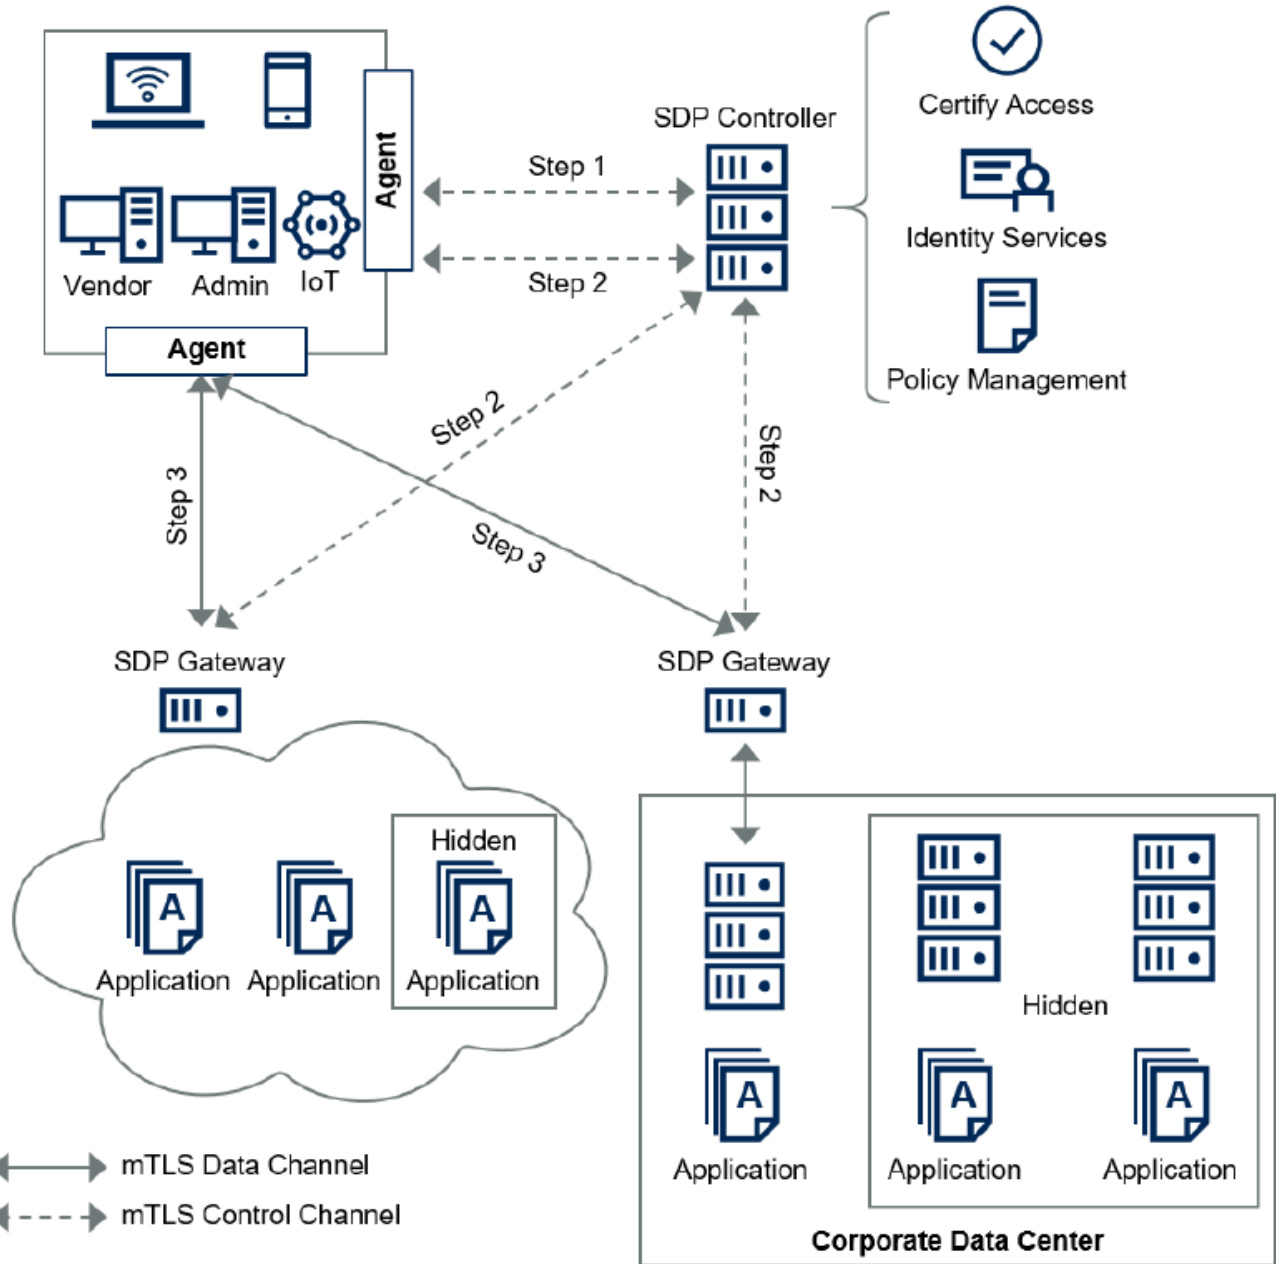 SDP Controller
Certify Access
Identity Services
Policy Management
Agent
Step 1
Step 2
Vendor
Admin
IoT
Agent
Step 2
Step 2
Step 3
Step 3
SDP Gateway
SDP Gateway
Hidden
A
A
A
Application
Application
Application
Hidden
A
A
A
Application
Application
Application
Corporate Data Center
mTLS Data Channel
mTLS Control Channel